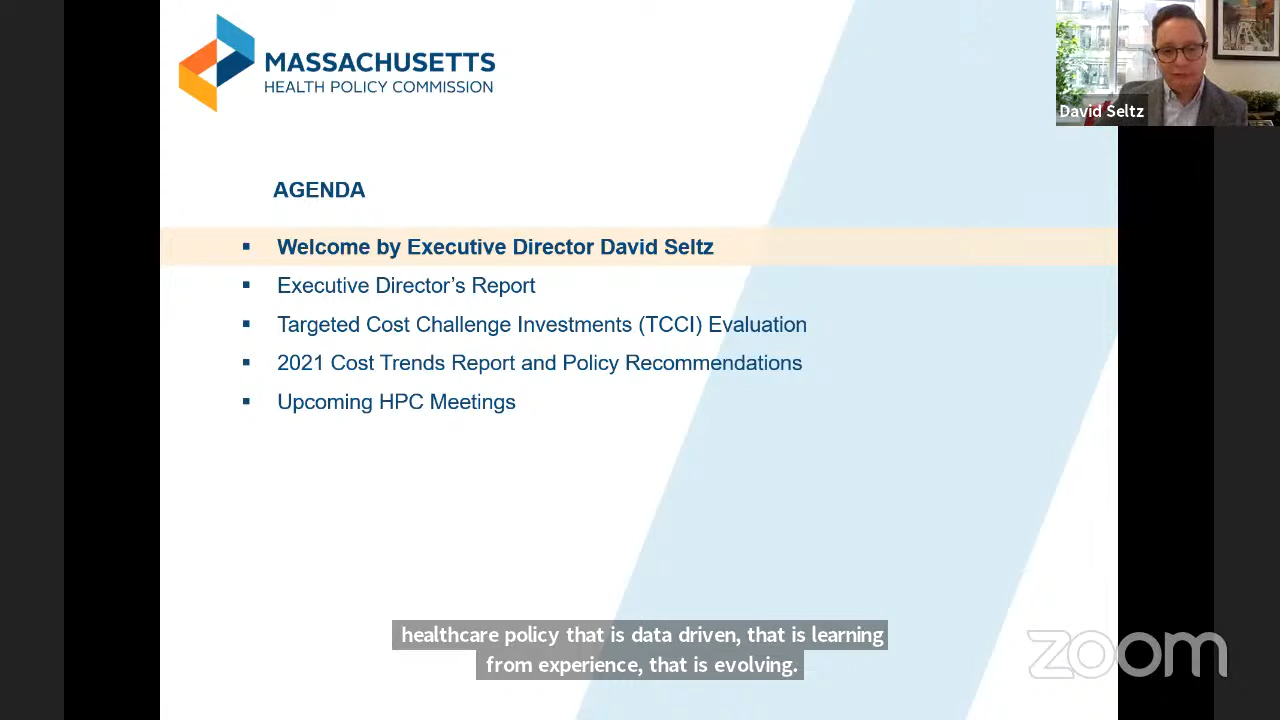 MASSACHUSETTS
HEALTH POLICY COMMISSION
David Seltz
AGENDA
▪ Welcome by Executive Director David Seltz
▪ Executive Director’s Report
▪ Targeted Cost Challenge Investments (TCCI) Evaluation
▪ 2021 Cost Trends Report and Policy Recommendations
▪ Upcoming HPC Meetings
healthcare policy that is data driven, that is learning
from experience, that is evolving.
zoom